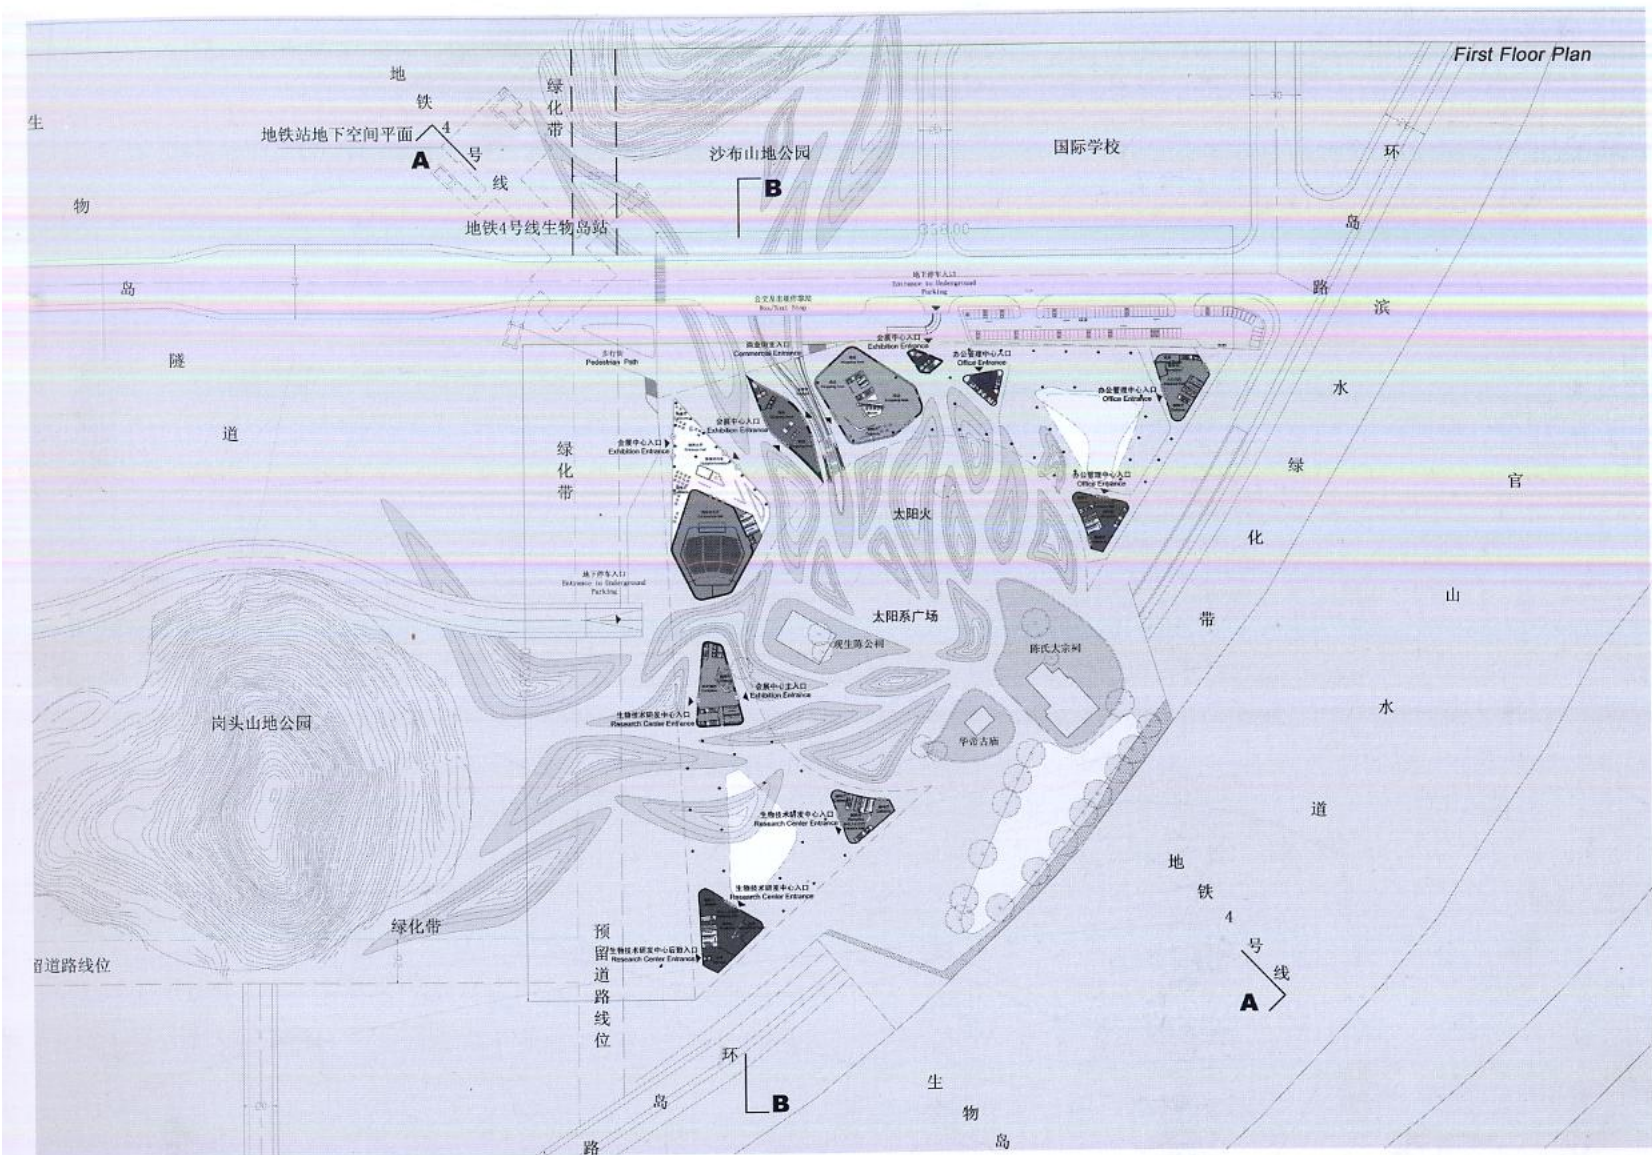 First Floor Plan
地铁4号线
绿化带
生物岛隧道
地铁站地下空间平面
A
沙布山地公园
国际学校
环岛路
B
地铁4号线生物岛站
358.00
滨水绿化带
地下停车入口
Entrance to Underground
Parking
公交及出租停靠站
Bus/Taxi Stop
步行街
Pedestrian Path
商业街主入口
Commercial Entrance
会展中心入口
Exhibition Entrance
办公管理中心入口
Office Entrance
办公管理中心入口
Office Entrance
会展中心入口
Exhibition Entrance
会展中心入口
Exhibition Entrance
绿化带
办公管理中心入口
Office Entrance
官山水道
太阳火
地下停车入口
Entrance to Underground
Parking
太阳系广场
观生陈公祠
陈氏大宗祠
会展中心主入口
Exhibition Entrance
生物技术研发中心入口
Research Center Entrance
岗头山地公园
华帝古庙
生物技术研发中心入口
Research Center Entrance
地铁4号线
生物技术研发中心入口
Research Center Entrance
绿化带
预留道路线位
生物技术研发中心后勤入口
Research Center Entrance
留道路线位
A
环岛路
B
生物岛